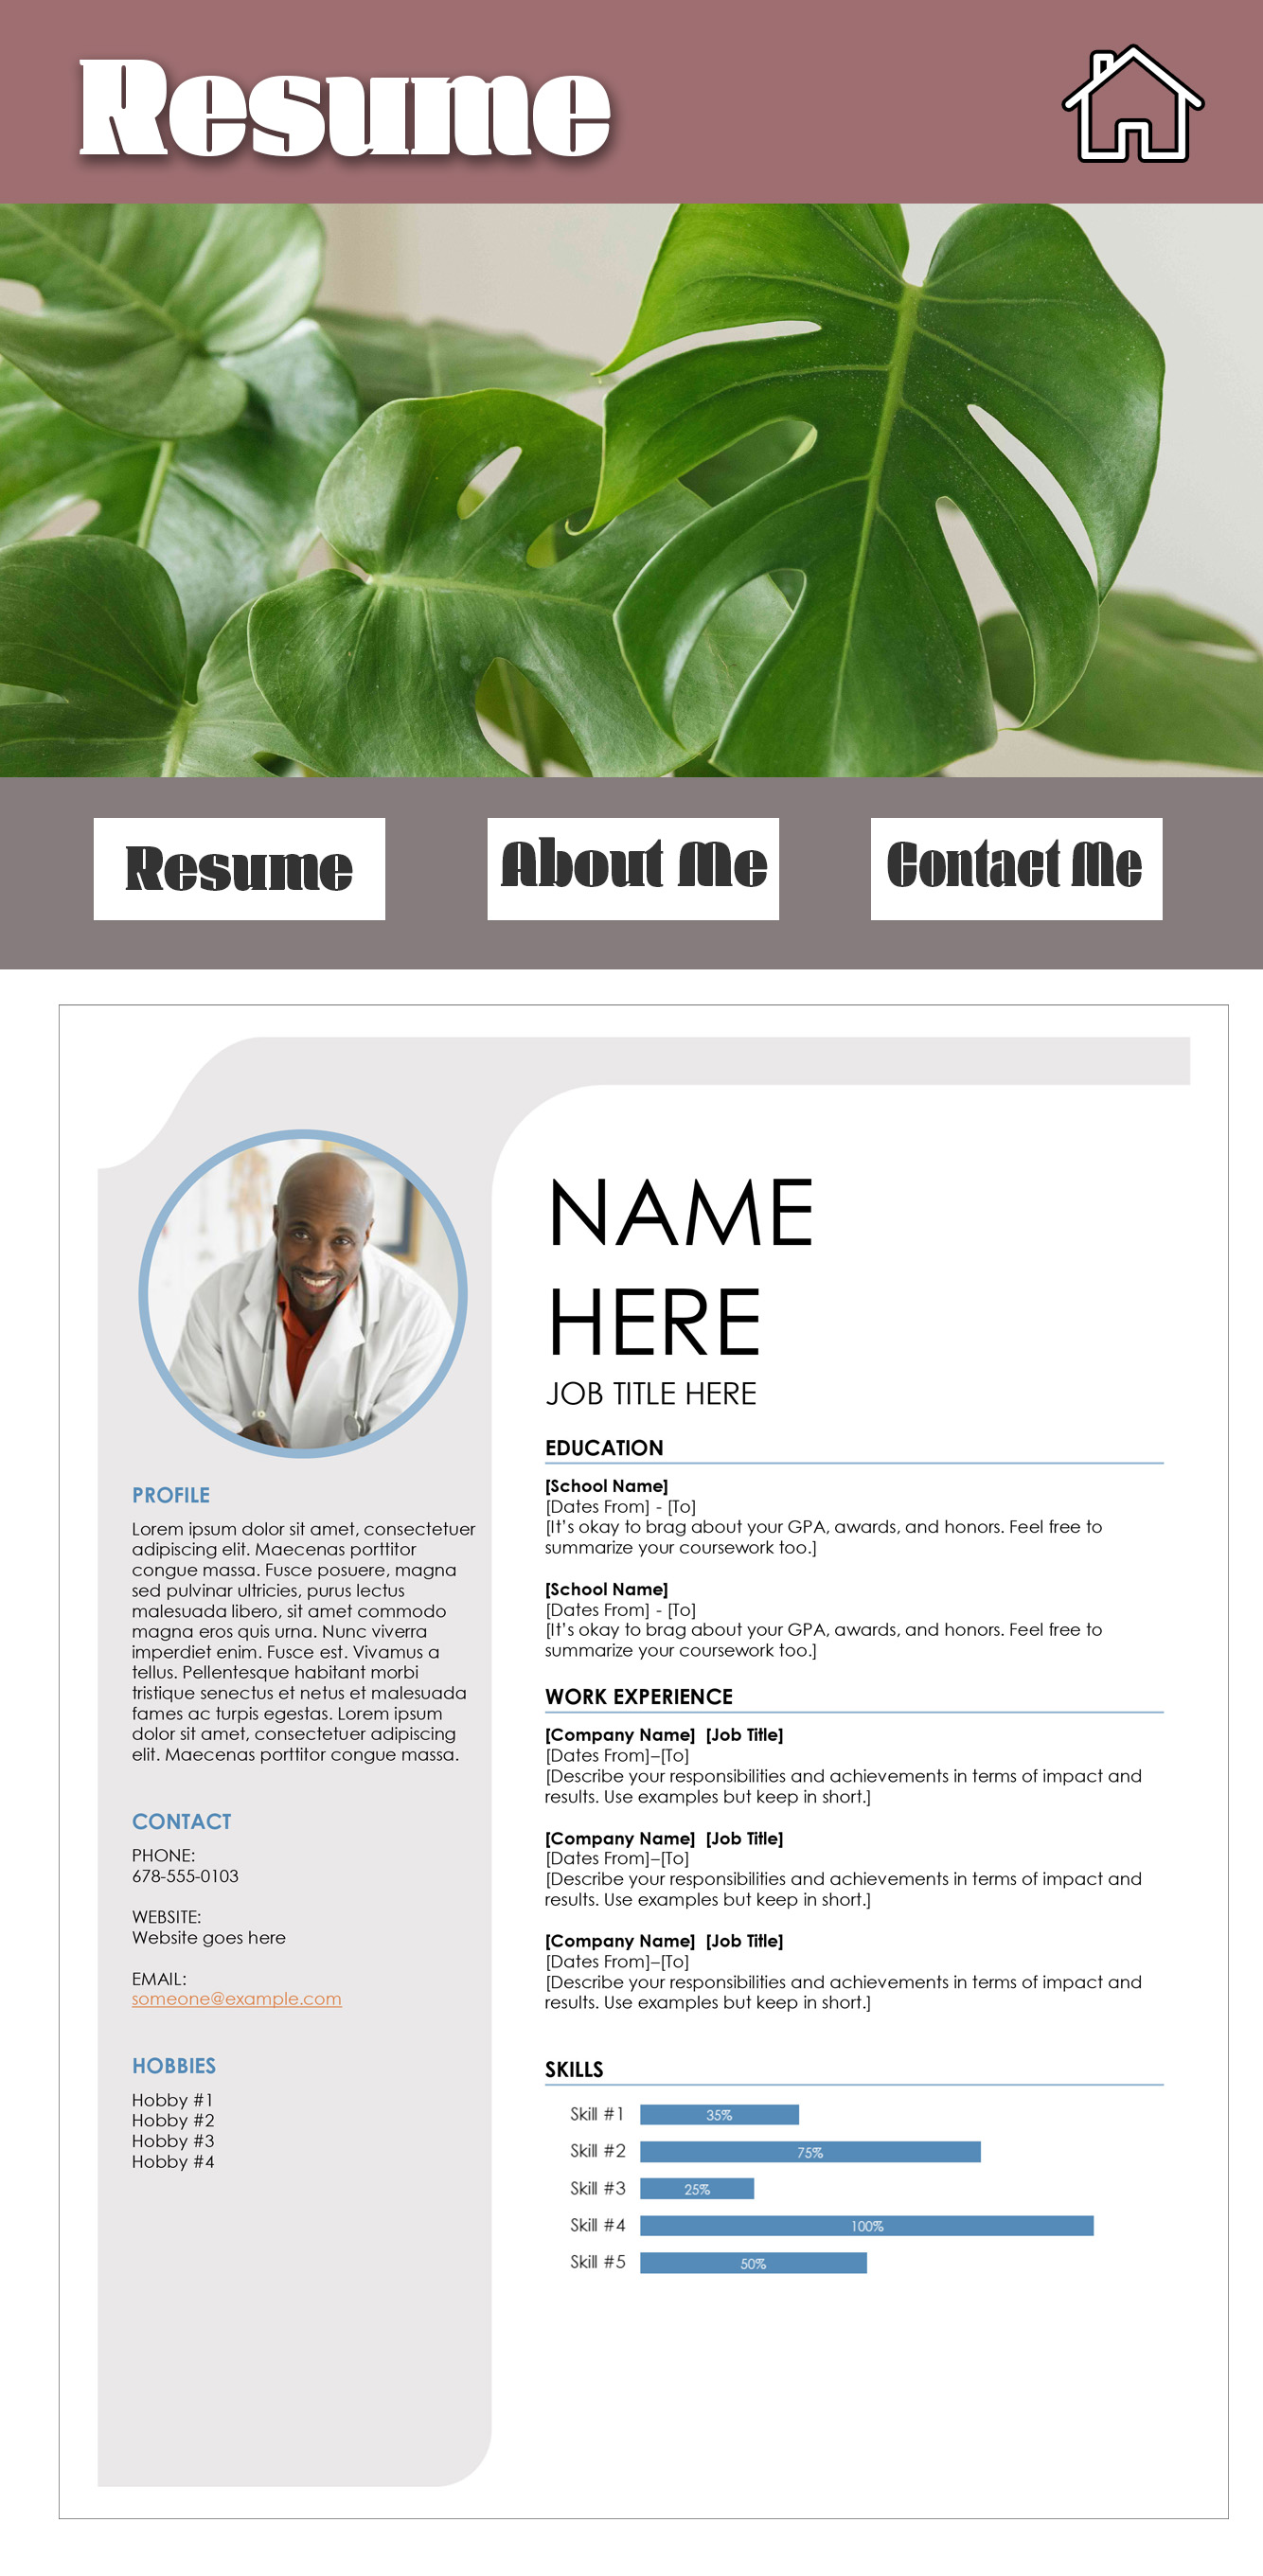 Resume
Resume
About Me
Contact Me
PROFILE
Lorem ipsum dolor sit amet, consectetuer
adipiscing elit. Maecenas porttitor
congue massa. Fusce posuere, magna
sed pulvinar ultricies, purus lectus
malesuada libero, sit amet commodo
magna eros quis urna. Nunc viverra
imperdiet enim. Fusce est. Vivamus a
tellus. Pellentesque habitant morbi
tristique senectus et netus et malesuada
fames ac turpis egestas. Lorem ipsum
dolor sit amet, consectetuer adipiscing
elit. Maecenas porttitor congue massa.
CONTACT
PHONE:
678-555-0103
WEBSITE:
Website goes here
EMAIL:
someone@example.com
HOBBIES
Hobby #1
Hobby #2
Hobby #3
Hobby #4
NAME
HERE
JOB TITLE HERE
EDUCATION
[School Name]
[Dates From] - [To]
[It’s okay to brag about your GPA, awards, and honors. Feel free to
summarize your coursework too.]
[School Name]
[Dates From] - [To]
[It’s okay to brag about your GPA, awards, and honors. Feel free to
summarize your coursework too.]
WORK EXPERIENCE
[Company Name]  [Job Title]
[Dates From]–[To]
[Describe your responsibilities and achievements in terms of impact and
results. Use examples but keep in short.]
[Company Name]  [Job Title]
[Dates From]–[To]
[Describe your responsibilities and achievements in terms of impact and
results. Use examples but keep in short.]
[Company Name]  [Job Title]
[Dates From]–[To]
[Describe your responsibilities and achievements in terms of impact and
results. Use examples but keep in short.]
SKILLS
Skill #1 35%
Skill #2 75%
Skill #3 25%
Skill #4 100%
Skill #5 50%